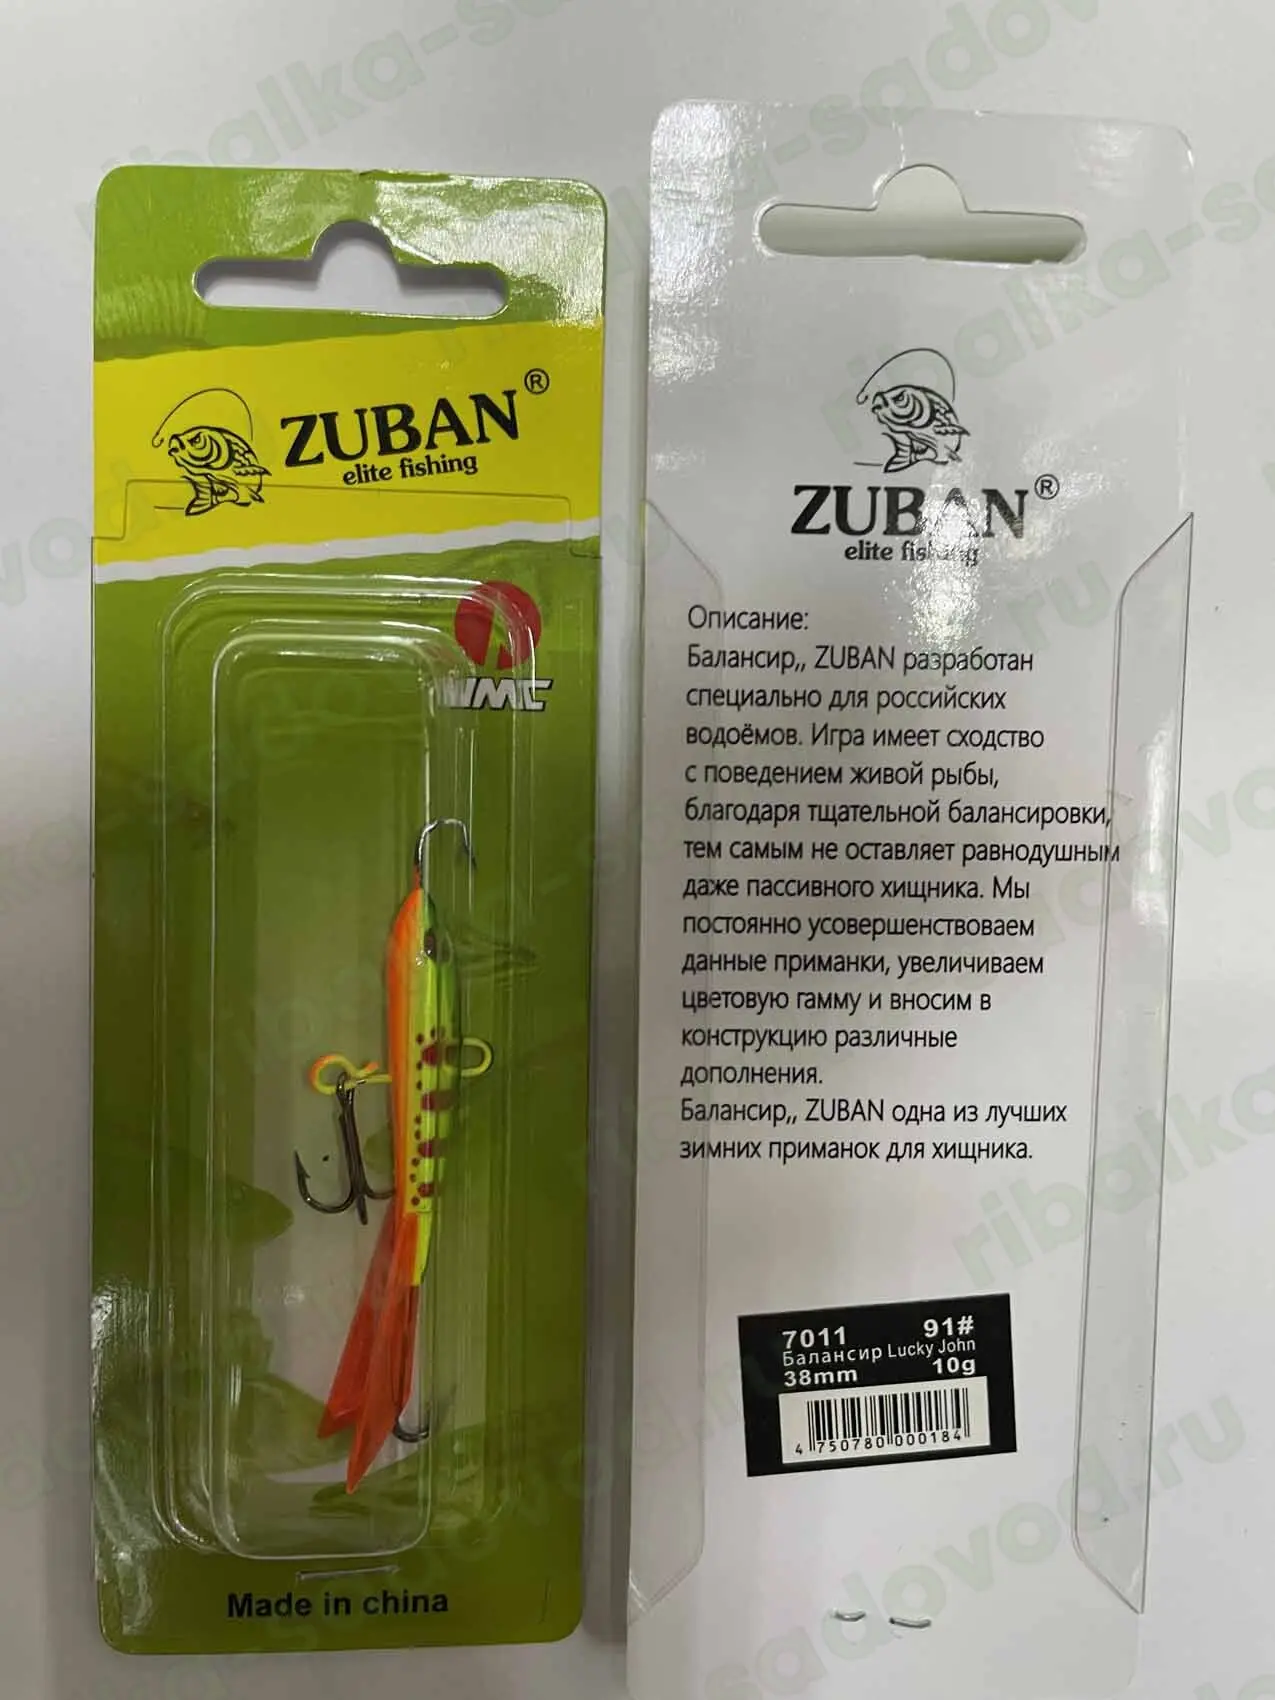 ZUBAN®
elite fishing
VMC
Made in china
ZUBAN®
elite fishing
Описание:
Балансир,, ZUBAN разработан
специально для российских
водоёмов. Игра имеет сходство
с поведением живой рыбы,
благодаря тщательной балансировки,
тем самым не оставляет равнодушным
даже пассивного хищника. Мы
постоянно усовершенствоваем
данные приманки, увеличиваем
цветовую гамму и вносим в
конструкцию различные
дополнения.
Балансир,, ZUBAN одна из лучших
зимних приманок для хищника.
7011 91#
Балансир Lucky John
38mm 10g
4 750780 000184
ribalka-sadovod.ru